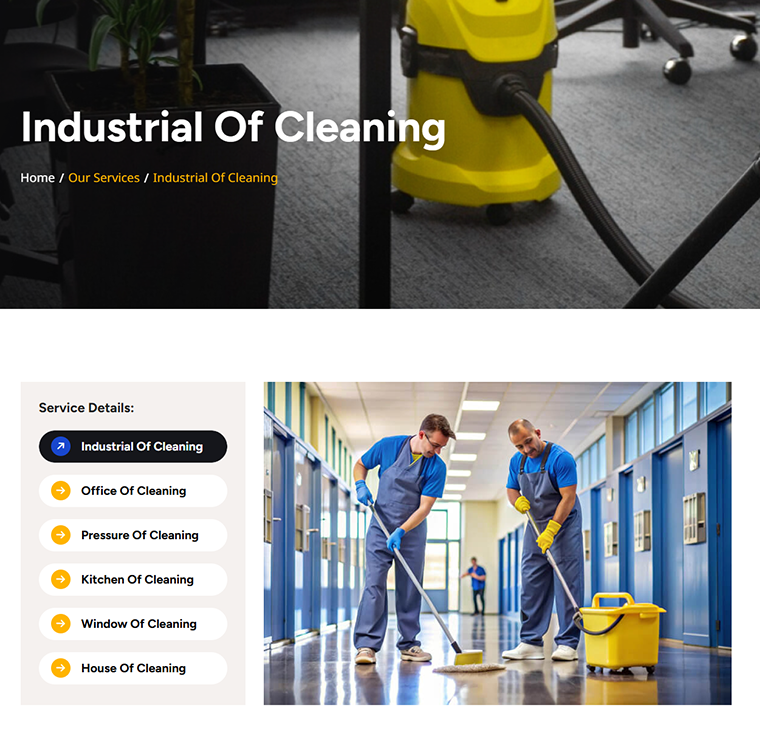 Industrial Of Cleaning
Home / Our Services / Industrial Of Cleaning
Service Details:
Industrial Of Cleaning
Office Of Cleaning
Pressure Of Cleaning
Kitchen Of Cleaning
Window Of Cleaning
House Of Cleaning